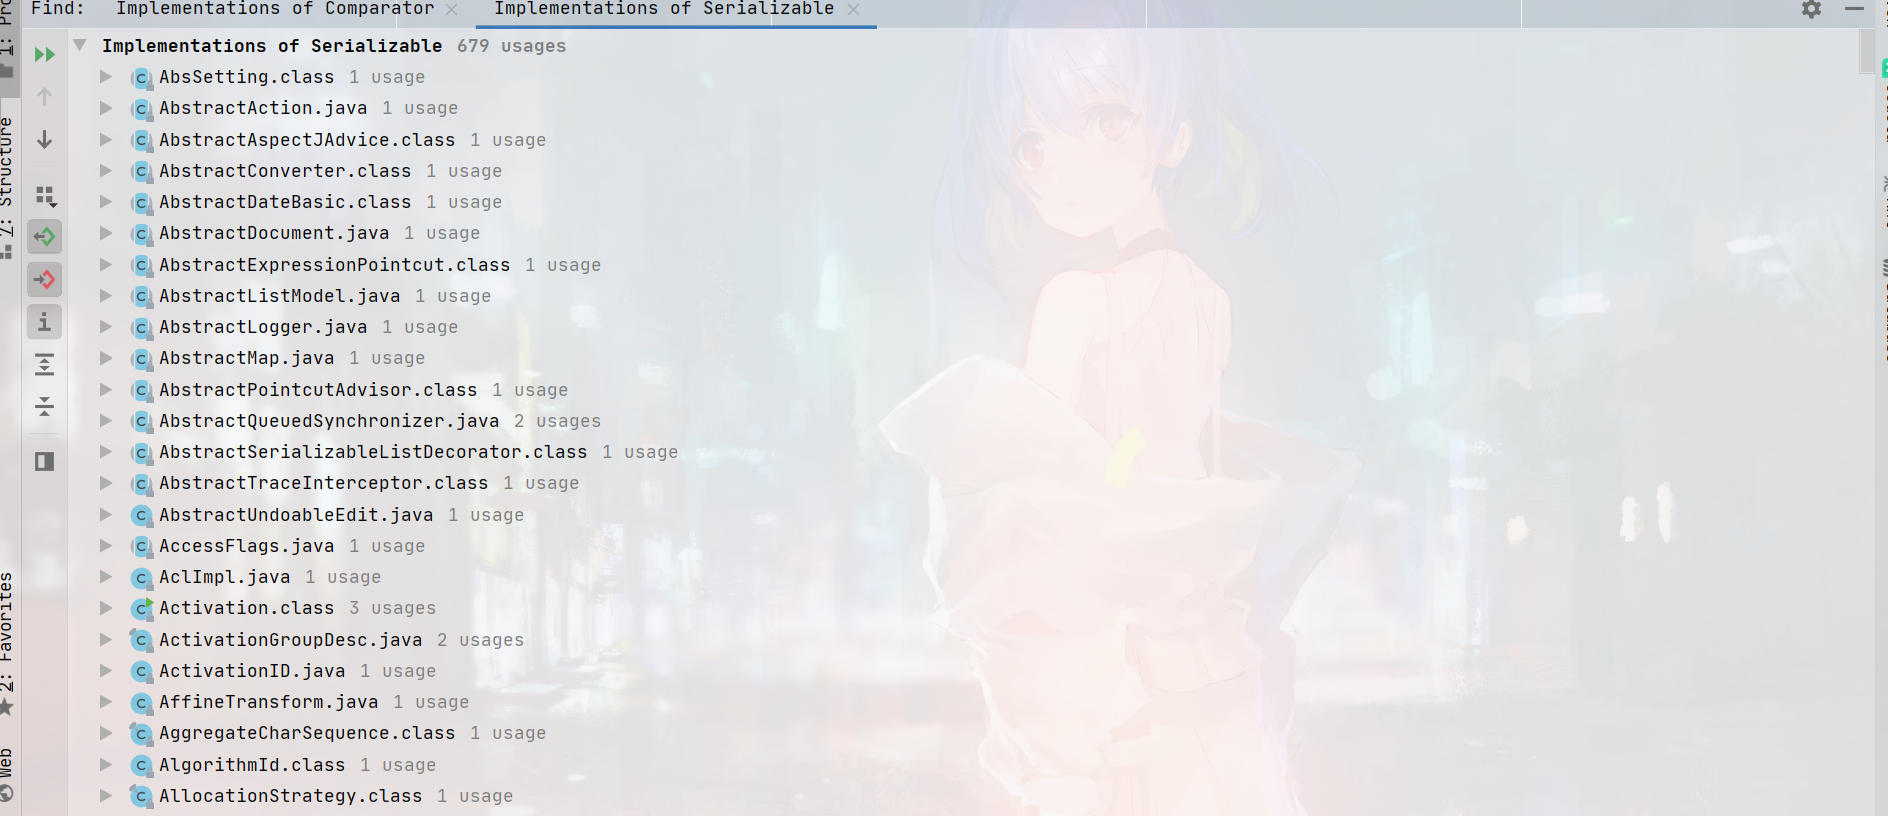 Find: Implementations of Comparator Implementations of Serializable
Implementations of Serializable 679 usages
AbsSetting.class 1 usage
AbstractAction.java 1 usage
AbstractAspectJAdvice.class 1 usage
AbstractConverter.class 1 usage
AbstractDateBasic.class 1 usage
AbstractDocument.java 1 usage
AbstractExpressionPointcut.class 1 usage
AbstractListModel.java 1 usage
AbstractLogger.java 1 usage
AbstractMap.java 1 usage
AbstractPointcutAdvisor.class 1 usage
AbstractQueuedSynchronizer.java 2 usages
AbstractSerializableListDecorator.class 1 usage
AbstractTraceInterceptor.class 1 usage
AbstractUndoableEdit.java 1 usage
AccessFlags.java 1 usage
AclImpl.java 1 usage
Activation.class 3 usages
ActivationGroupDesc.java 2 usages
ActivationID.java 1 usage
AffineTransform.java 1 usage
AggregateCharSequence.class 1 usage
AlgorithmId.class 1 usage
AllocationStrategy.class 1 usage
7: Structure
2: Favorites
Web